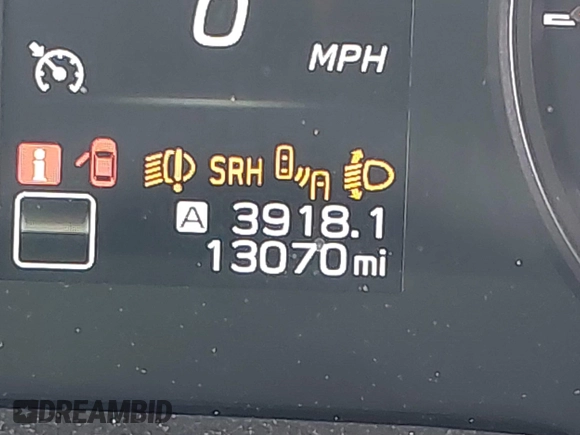 0
MPH
i SRH
A 3918.1
13070mi
DREAMBID